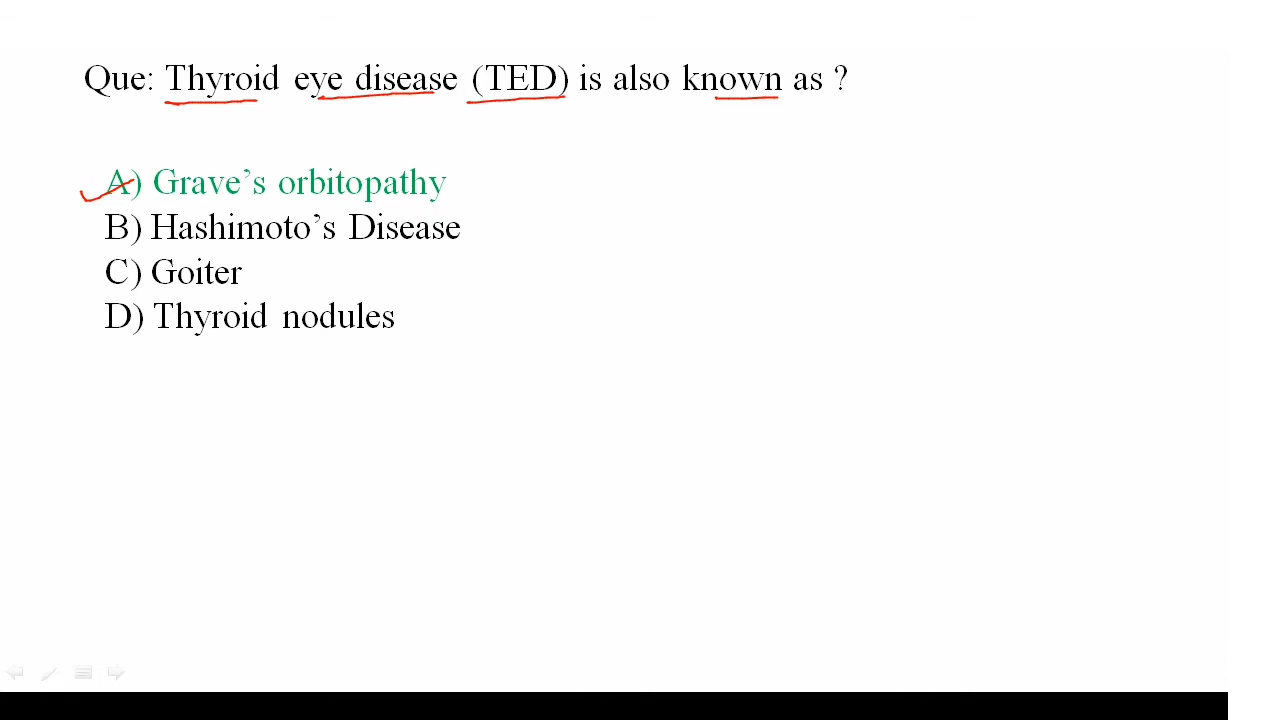 Que: Thyroid eye disease (TED) is also known as ?
A) Grave’s orbitopathy
B) Hashimoto’s Disease
C) Goiter
D) Thyroid nodules